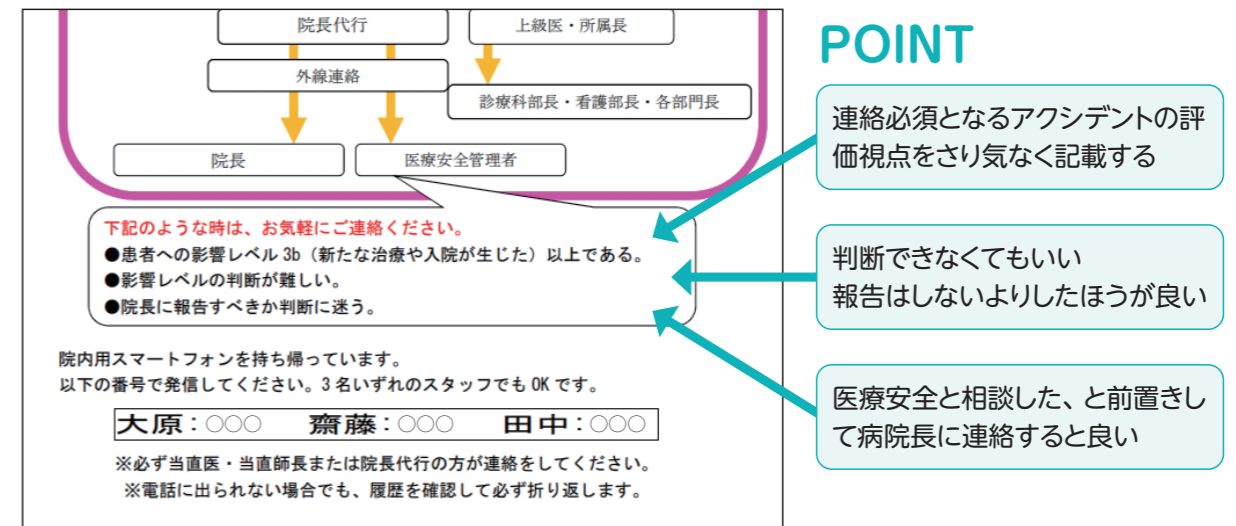 院長代行
上級医・所属長
外線連絡
診療科部長・看護部長・各部門長
院長
医療安全管理者
下記のような時は、お気軽にご連絡ください。
●患者への影響レベル 3b（新たな治療や入院が生じた）以上である。
●影響レベルの判断が難しい。
●院長に報告すべきか判断に迷う。
院内用スマートフォンを持ち帰っています。
以下の番号で発信してください。3 名いずれのスタッフでも OK です。
大原：○○○　齋藤：○○○　田中：○○○
※必ず当直医・当直師長または院長代行の方が連絡をしてください。
※電話に出られない場合でも、履歴を確認して必ず折り返します。
POINT
連絡必須となるアクシデントの評
価視点をさり気なく記載する
判断できなくてもいい
報告はしないよりしたほうが良い
医療安全と相談した、と前置きし
て病院長に連絡すると良い